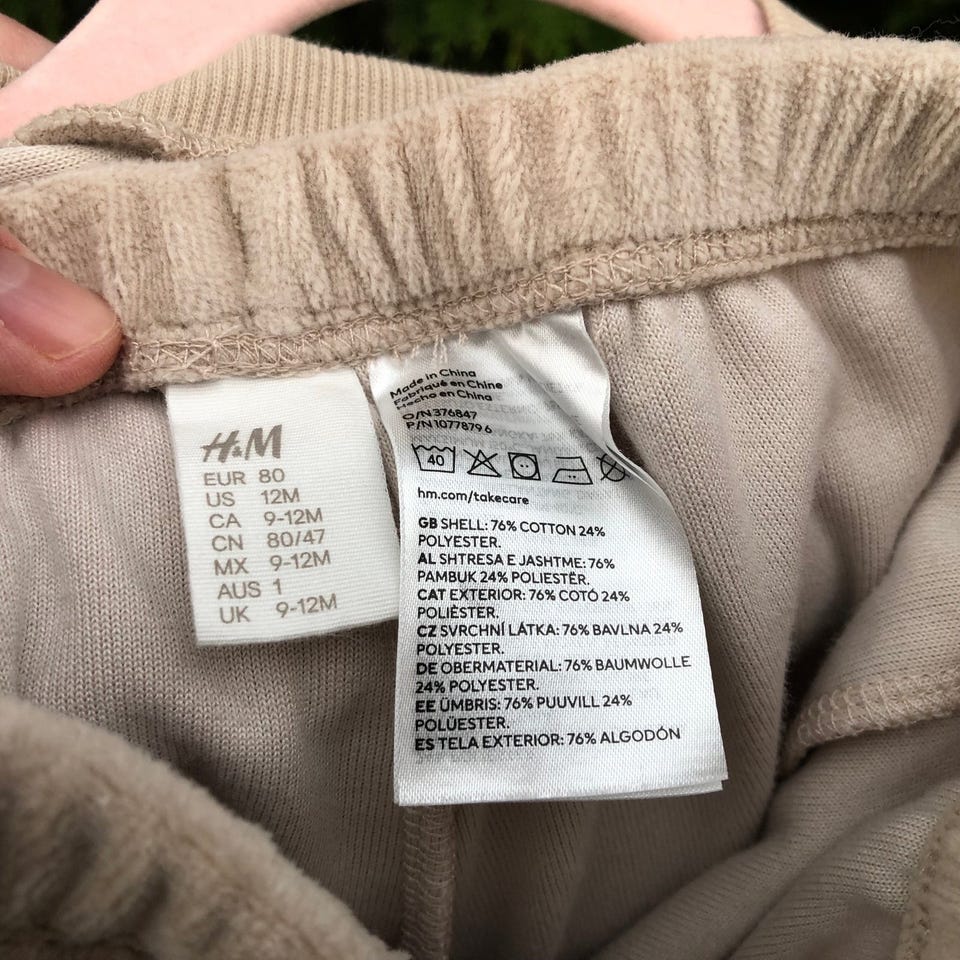 H&M
EUR 80
US 12M
CA 9-12M
CN 80/47
MX 9-12M
AUS 1
UK 9-12M
Made in China
Fabriqué en Chine
Hecho en China
O/N 376847
P/N 1077879 6
40
hm.com/takecare
GB SHELL: 76% COTTON 24%
POLYESTER.
AL SHTRESA E JASHTME: 76%
PAMBUK 24% POLIESTËR.
CAT EXTERIOR: 76% COTÓ 24%
POLIÈSTER.
CZ SVRCHNÍ LÁTKA: 76% BAVLNA 24%
POLYESTER.
DE OBERMATERIAL: 76% BAUMWOLLE
24% POLYESTER.
EE ÜMBRIS: 76% PUUVILL 24%
POLÜESTER.
ES TELA EXTERIOR: 76% ALGODÓN